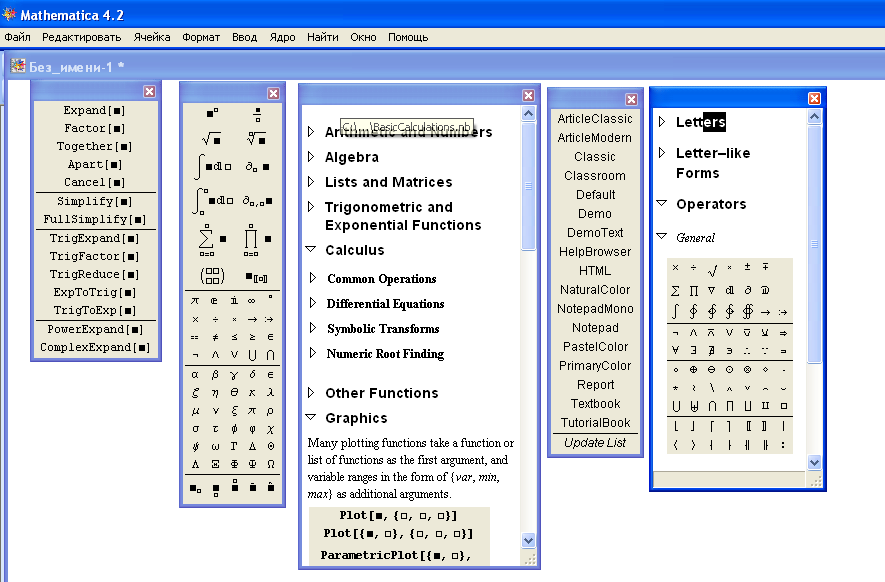 Mathematica 4.2
Файл Редактировать Ячейка Формат Ввод Ядро Найти Окно Помощь
Без_имени-1 *
Expand[■]
Factor[■]
Together[■]
Apart[■]
Cancel[■]
Simplify[■]
FullSimplify[■]
TrigExpand[■]
TrigFactor[■]
TrigReduce[■]
ExpToTrig[■]
TrigToExp[■]
PowerExpand[■]
ComplexExpand[■]
π ⅇ ⅈ ∞ °
× ÷ × → :→
== ≠ ≤ ≥ ∈
¬ ∧ ∨ ∪ ∩
α β γ δ ε
ζ η θ κ λ
μ ν ξ π ρ
σ τ ϕ φ χ
ψ ω Γ Δ Θ
Λ Ξ Φ Ψ Ω
C:\...\BasicCalculations.nb
Arithmetic and Numbers
Algebra
Lists and Matrices
Trigonometric and
Exponential Functions
Calculus
Common Operations
Differential Equations
Symbolic Transforms
Numeric Root Finding
Other Functions
Graphics
Many plotting functions take a function or
list of functions as the first argument, and
variable ranges in the form of {var, min,
max} as additional arguments.
Plot[■, {□, □, □}]
Plot[{■, □}, {□, □, □}]
ParametricPlot[{■, □},
ArticleClassic
ArticleModern
Classic
Classroom
Default
Demo
DemoText
HelpBrowser
HTML
NaturalColor
NotepadMono
Notepad
PastelColor
PrimaryColor
Report
Textbook
TutorialBook
Update List
Letters
Letter–like
Forms
Operators
General